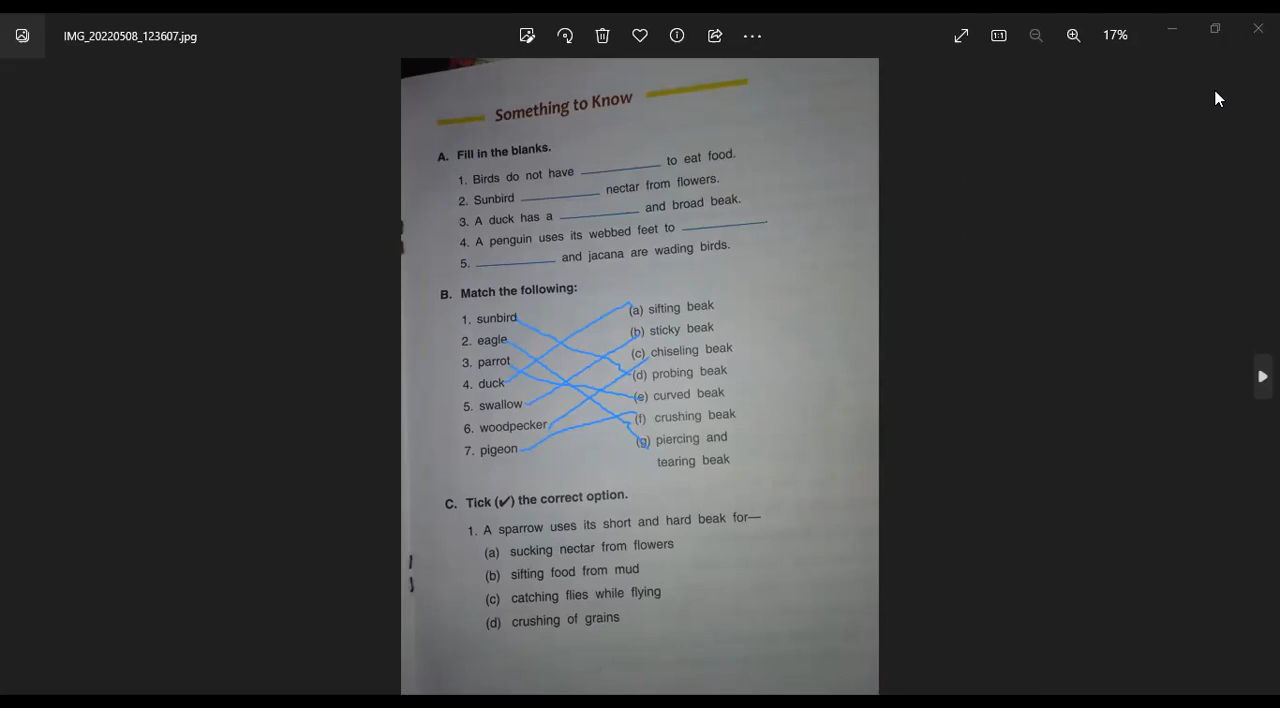 IMG_20220508_123607.jpg
17%
Something to Know
A. Fill in the blanks.
1. Birds do not have __________ to eat food.
2. Sunbird __________ nectar from flowers.
3. A duck has a __________ and broad beak.
4. A penguin uses its webbed feet to __________.
5. __________ and jacana are wading birds.
B. Match the following:
1. sunbird (a) sifting beak
2. eagle (b) sticky beak
3. parrot (c) chiseling beak
4. duck (d) probing beak
5. swallow (e) curved beak
6. woodpecker (f) crushing beak
7. pigeon (g) piercing and
tearing beak
C. Tick (✔) the correct option.
1. A sparrow uses its short and hard beak for—
(a) sucking nectar from flowers
(b) sifting food from mud
(c) catching flies while flying
(d) crushing of grains